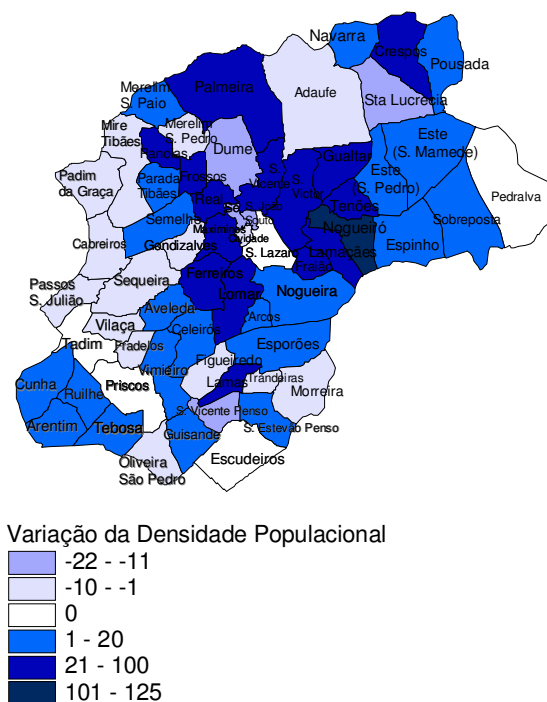 Navarra
Crespos
Pousada
Merelim
S. Paio
Palmeira
Adaufe
Sta Lucrecia
Mire
Tibães
Merelim
S. Pedro
Dume
Este
(S. Mamede)
Panoias
Gualtar
Padim
da Graça
Parada
Tibães
Frossos
S.
Vicente
S.
Victor
Este
(S. Pedro)
Pedralva
Real
Tenões
Semelhe
Sé
S. João
Souto
Nogueiró
Sobreposta
Maximinos
Cividade
Cabreiros
Gondizalves
S. Lazaro
Lamaçães
Espinho
Fraião
Passos
S. Julião
Sequeira
Ferreiros
Lomar
Nogueira
Aveleda
Arcos
Vilaça
Celeirós
Tadim
Fradelos
Esporões
Vimieiro
Figueiredo
Trandeiras
Cunha
Ruilhe
Priscos
Lamas
Morreira
Arentim
Tebosa
S. Vicente Penso
Guisande
S. Estevão Penso
Oliveira
São Pedro
Escudeiros
Variação da Densidade Populacional
-22 - -11
-10 - -1
0
1 - 20
21 - 100
101 - 125